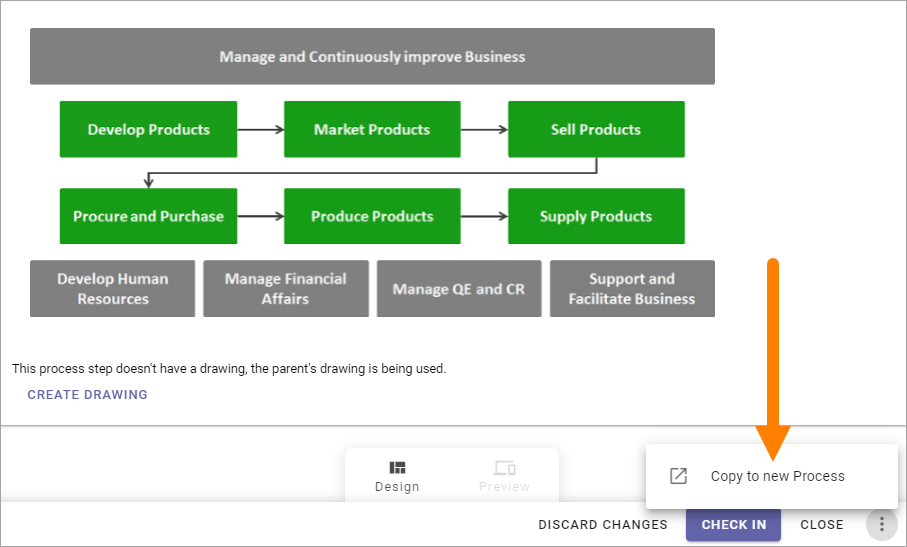 Manage and Continuously improve Business
Develop Products
Market Products
Sell Products
Procure and Purchase
Produce Products
Supply Products
Develop Human
Resources
Manage Financial
Affairs
Manage QE and CR
Support and
Facilitate Business
This process step doesn't have a drawing, the parent's drawing is being used.
CREATE DRAWING
Design
Preview
Copy to new Process
DISCARD CHANGES
CHECK IN
CLOSE